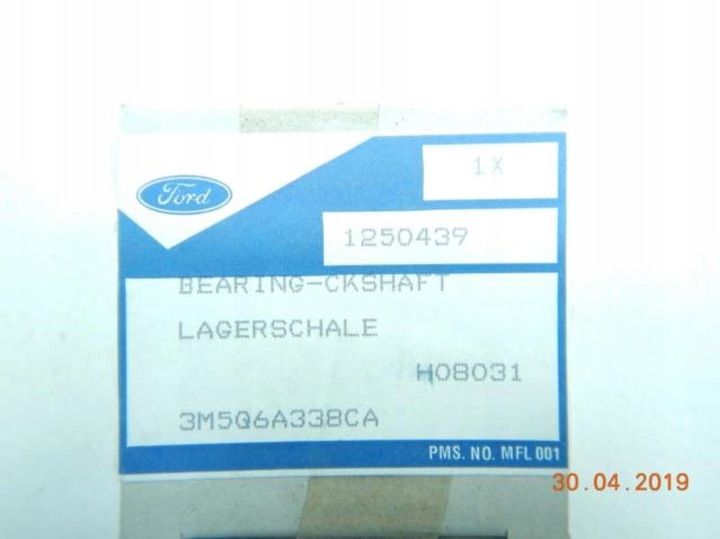 1X
Ford
1250439
BEARING-CKSHAFT
LAGERSCHALE
H08031
3M5Q6A338CA
PMS. NO. MFL 001
30.04.2019